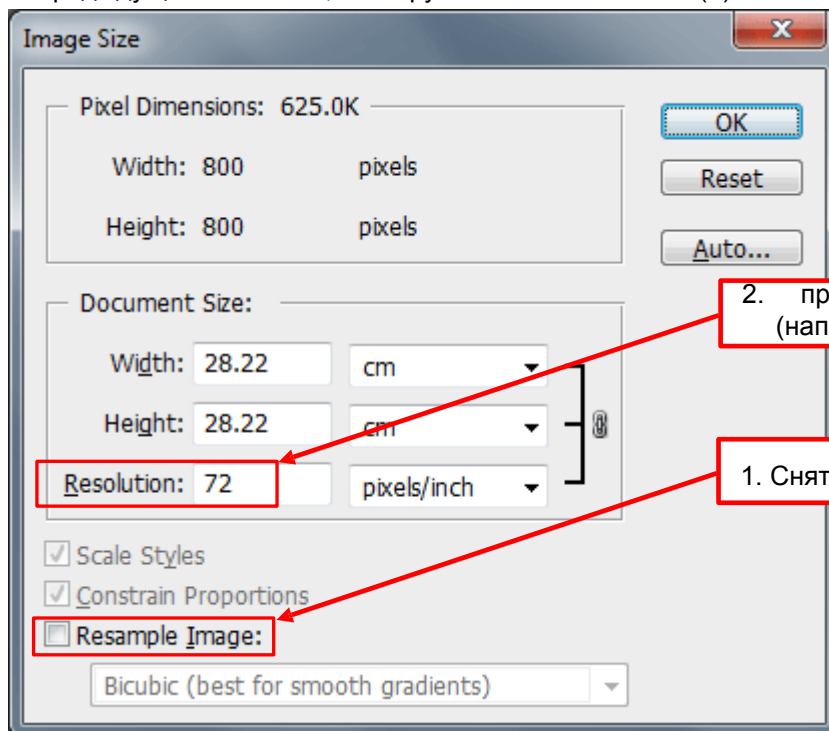 Image Size
Pixel Dimensions: 625.0K
Width: 800 pixels
Height: 800 pixels
OK
Reset
Auto...
Document Size:
Width: 28.22 cm
Height: 28.22 cm
Resolution: 72 pixels/inch
2. пр
(нап
1. Снят
Scale Styles
Constrain Proportions
Resample Image:
Bicubic (best for smooth gradients)